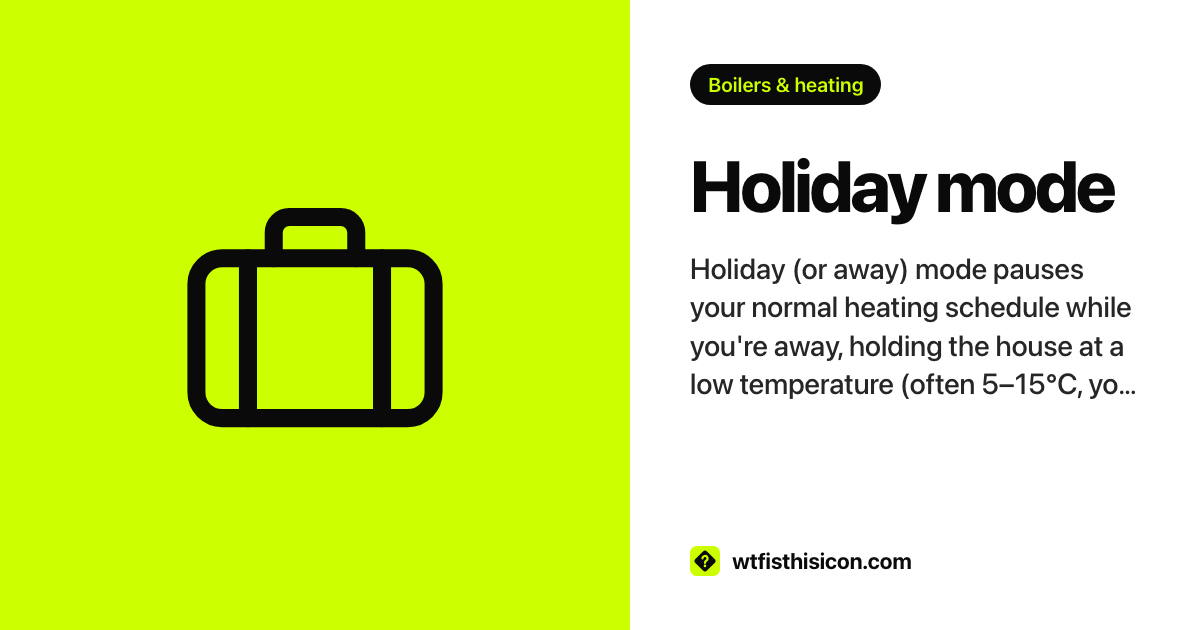 Boilers & heating
Holiday mode
Holiday (or away) mode pauses
your normal heating schedule while
you're away, holding the house at a
low temperature (often 5–15°C, yo...
?
wtfisthisicon.com